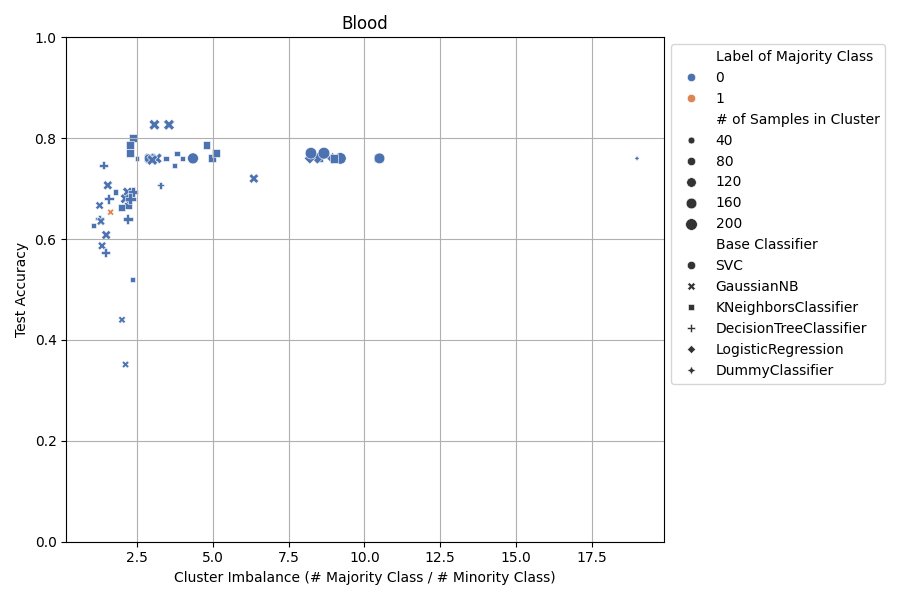 Blood
1.0
0.8
0.6
0.4
0.2
0.0
Test Accuracy
2.5 5.0 7.5 10.0 12.5 15.0 17.5
Cluster Imbalance (# Majority Class / # Minority Class)
Label of Majority Class
0
1
# of Samples in Cluster
40
80
120
160
200
Base Classifier
SVC
GaussianNB
KNeighborsClassifier
DecisionTreeClassifier
LogisticRegression
DummyClassifier